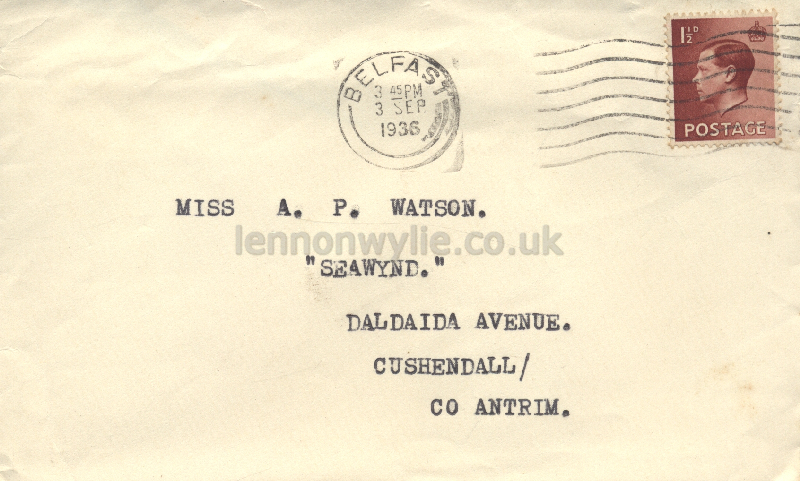 1½D
POSTAGE
BELFAST
3 45PM
3 SEP
1936
MISS A. P. WATSON.
lennonwylie.co.uk
"SEAWYND."
DALDAIDA AVENUE.
CUSHENDALL/
CO ANTRIM.